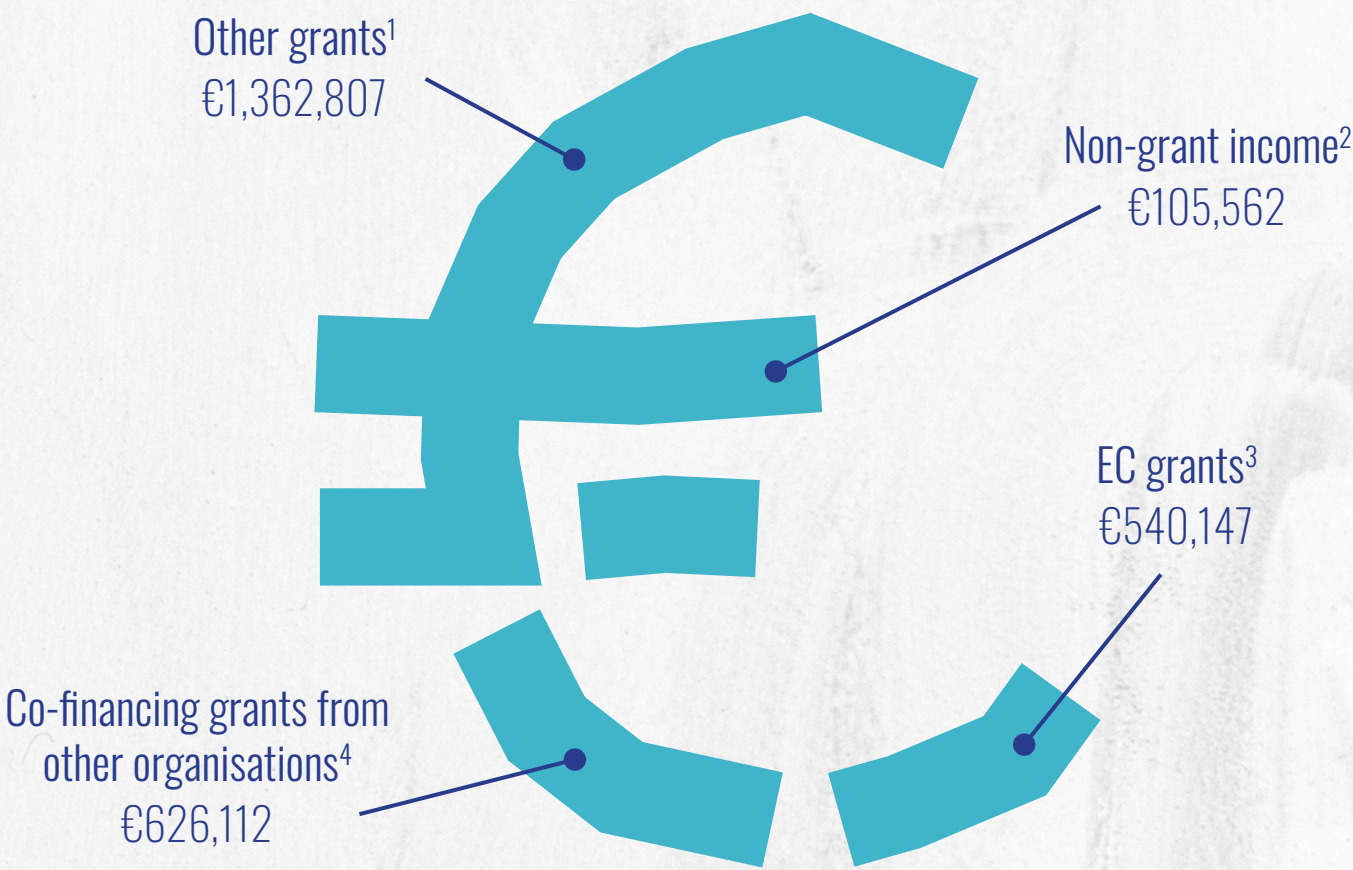 Other grants¹
€1,362,807
Non-grant income²
€105,562
EC grants³
€540,147
Co-financing grants from
other organisations⁴
€626,112